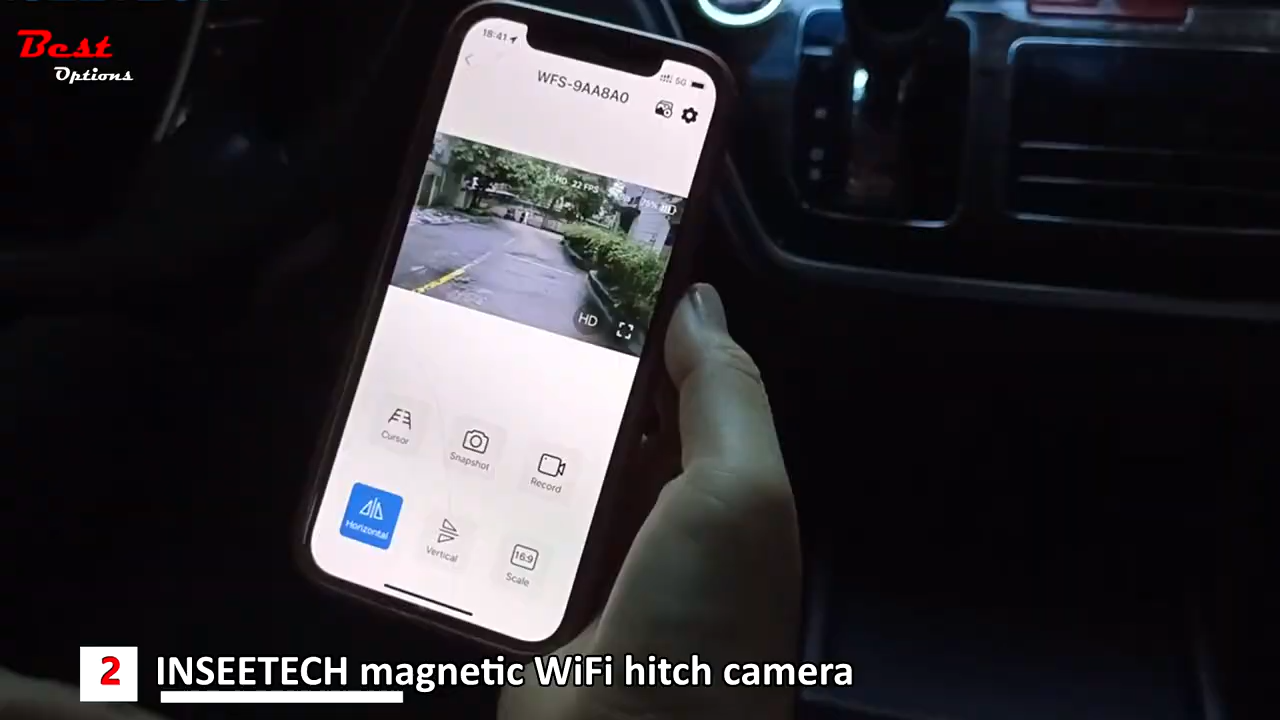 Best
Options
18:41
5G
WFS-9AA8A0
HD 22 FPS
75%
HD
Cursor
Snapshot
Record
Horizontal
Vertical
16:9
Scale
2 INSEETECH magnetic WiFi hitch camera